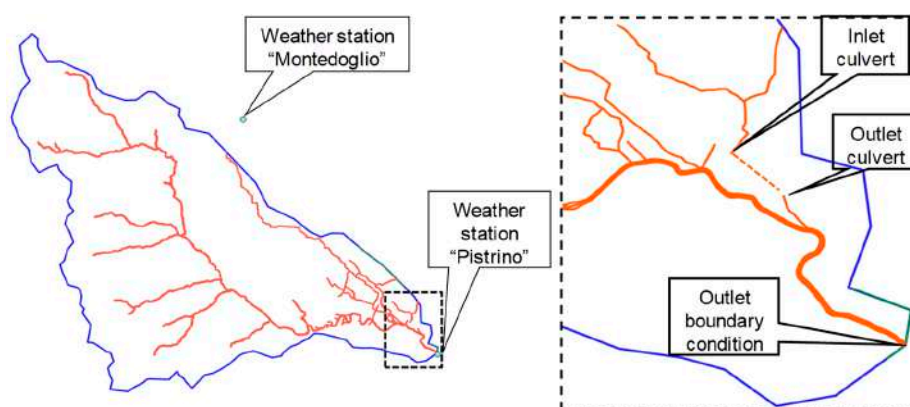 Weather station
“Montedoglio”
Weather
station
“Pistrino”
Inlet
culvert
Outlet
culvert
Outlet
boundary
condition